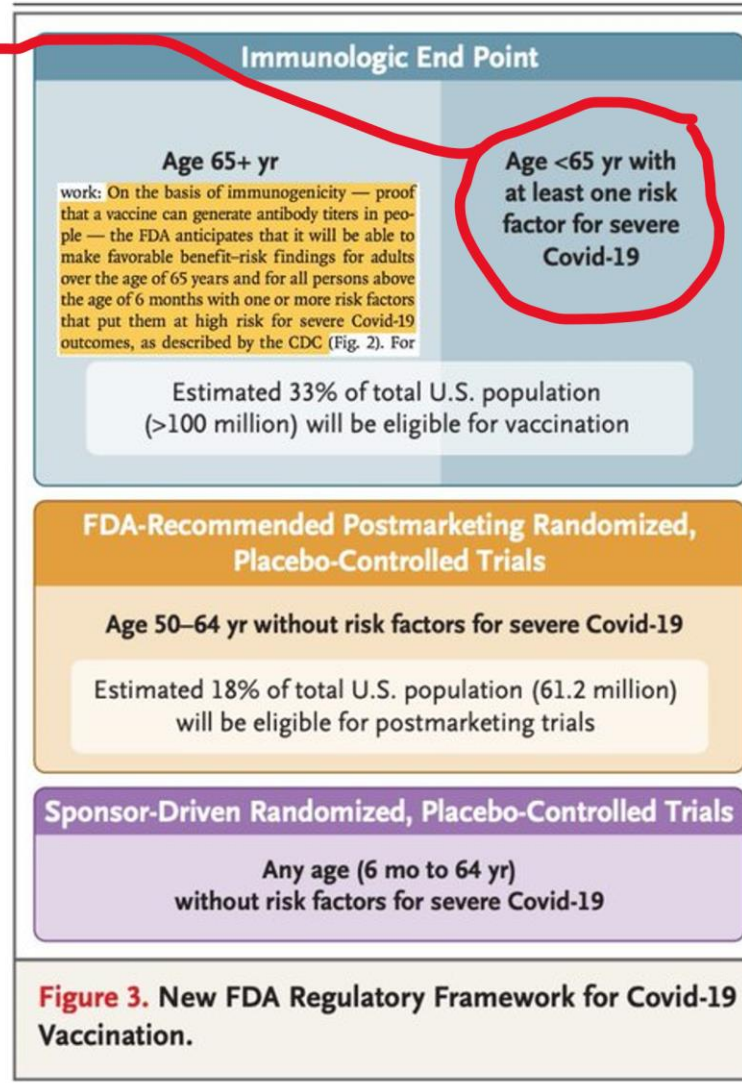 Immunologic End Point
Age 65+ yr
work: On the basis of immunogenicity — proof
that a vaccine can generate antibody titers in peo-
ple — the FDA anticipates that it will be able to
make favorable benefit–risk findings for adults
over the age of 65 years and for all persons above
the age of 6 months with one or more risk factors
that put them at high risk for severe Covid-19
outcomes, as described by the CDC (Fig. 2). For
Age <65 yr with
at least one risk
factor for severe
Covid-19
Estimated 33% of total U.S. population
(>100 million) will be eligible for vaccination
FDA-Recommended Postmarketing Randomized,
Placebo-Controlled Trials
Age 50–64 yr without risk factors for severe Covid-19
Estimated 18% of total U.S. population (61.2 million)
will be eligible for postmarketing trials
Sponsor-Driven Randomized, Placebo-Controlled Trials
Any age (6 mo to 64 yr)
without risk factors for severe Covid-19
Figure 3. New FDA Regulatory Framework for Covid-19
Vaccination.